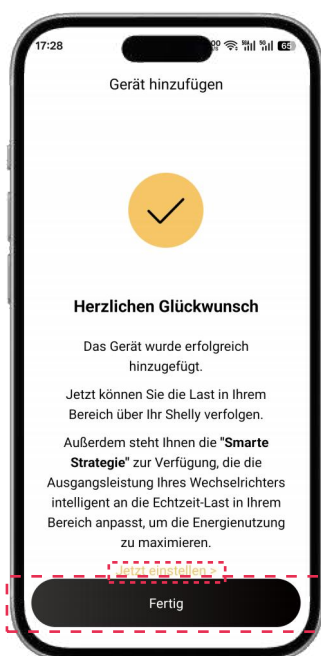 17:28
65
Gerät hinzufügen
Herzlichen Glückwunsch
Das Gerät wurde erfolgreich
hinzugefügt.
Jetzt können Sie die Last in Ihrem
Bereich über Ihr Shelly verfolgen.
Außerdem steht Ihnen die "Smarte
Strategie" zur Verfügung, die die
Ausgangsleistung Ihres Wechselrichters
intelligent an die Echtzeit-Last in Ihrem
Bereich anpasst, um die Energienutzung
zu maximieren.
Jetzt einstellen >
Fertig